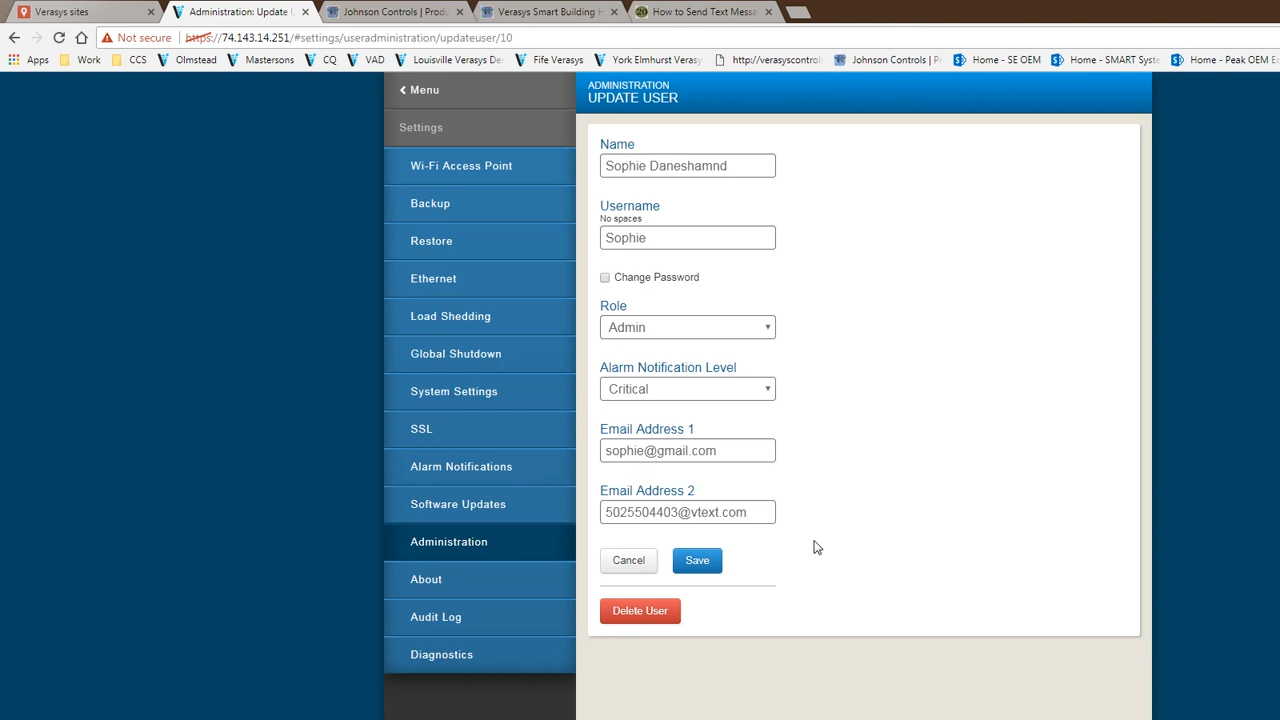 Verasys sites
Administration: Update U
Johnson Controls | Produ
Verasys Smart Building H
How to Send Text Messa
Not secure https://74.143.14.251/#settings/useradministration/updateuser/10
Apps Work CCS Olmstead Mastersons CQ VAD Louisville Verasys De Fife Verasys York Elmhurst Verasy http://verasyscontrol Johnson Controls | Pr Home - SE OEM Home - SMART Syst Home - Peak OEM Ec
Menu
Settings
Wi-Fi Access Point
Backup
Restore
Ethernet
Load Shedding
Global Shutdown
System Settings
SSL
Alarm Notifications
Software Updates
Administration
About
Audit Log
Diagnostics
ADMINISTRATION
UPDATE USER
Name
Sophie Daneshamnd
Username
No spaces
Sophie
Change Password
Role
Admin
Alarm Notification Level
Critical
Email Address 1
sophie@gmail.com
Email Address 2
5025504403@vtext.com
Cancel Save
Delete User